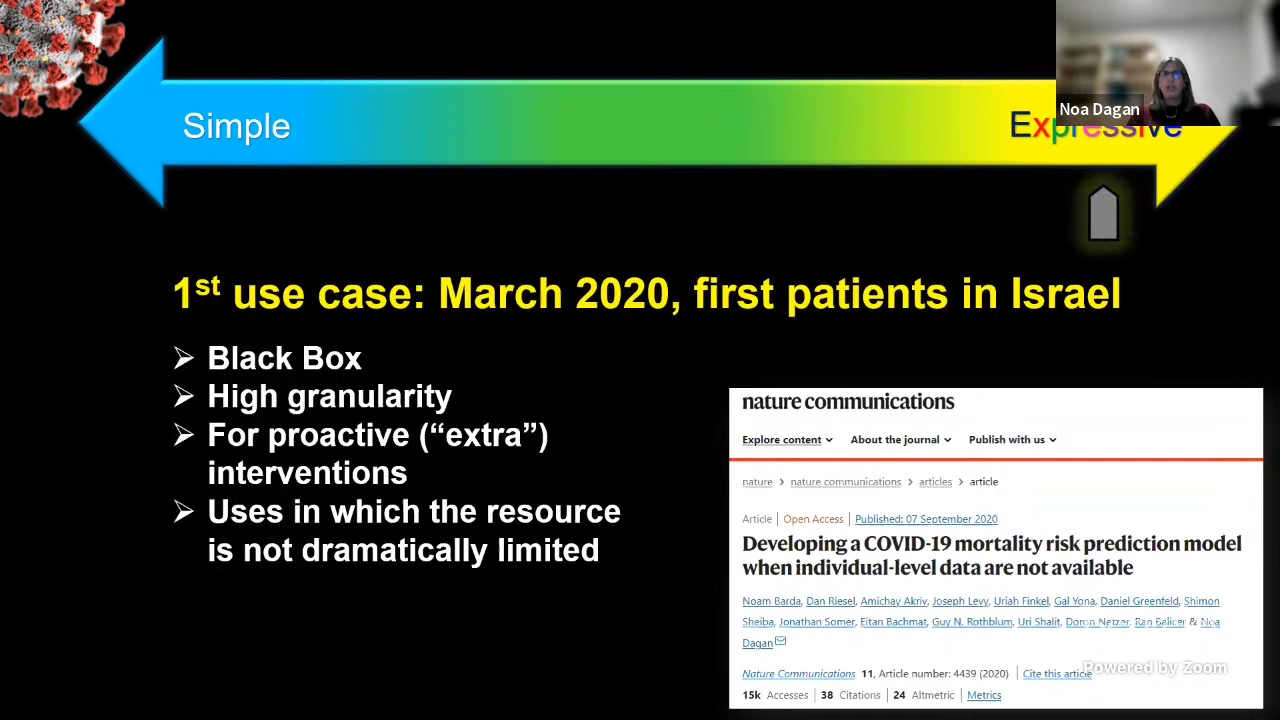 Simple
Expressive
Noa Dagan
1st use case: March 2020, first patients in Israel
➢ Black Box
➢ High granularity
➢ For proactive (“extra”)
interventions
➢ Uses in which the resource
is not dramatically limited
nature communications
Explore content About the journal Publish with us
nature > nature communications > articles > article
Article | Open Access | Published: 07 September 2020
Developing a COVID-19 mortality risk prediction model
when individual-level data are not available
Noam Barda, Dan Riesel, Amichay Akriv, Joseph Levy, Uriah Finkel, Gal Yona, Daniel Greenfeld, Shimon
Sheiba, Jonathan Somer, Eitan Bachmat, Guy N. Rothblum, Uri Shalit, Doron Netzer, Ran Balicer & Noa
Dagan
Nature Communications 11, Article number: 4439 (2020) | Cite this article
15k Accesses | 38 Citations | 24 Altmetric | Metrics
Powered by Zoom